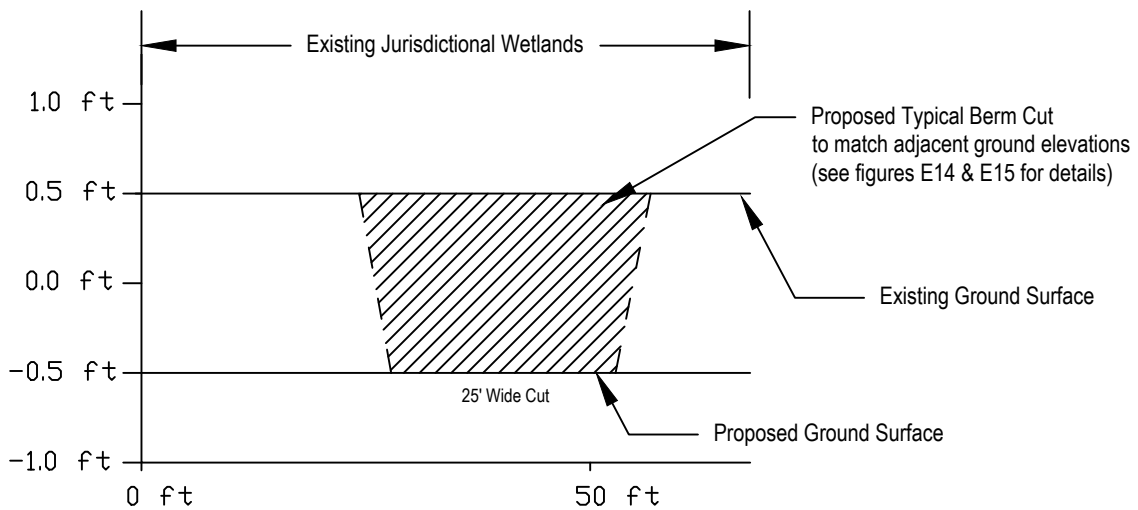 Existing Jurisdictional Wetlands
1.0 ft
Proposed Typical Berm Cut
to match adjacent ground elevations
(see figures E14 & E15 for details)
0.5 ft
0.0 ft
Existing Ground Surface
-0.5 ft
25' Wide Cut
Proposed Ground Surface
-1.0 ft
0 ft
50 ft